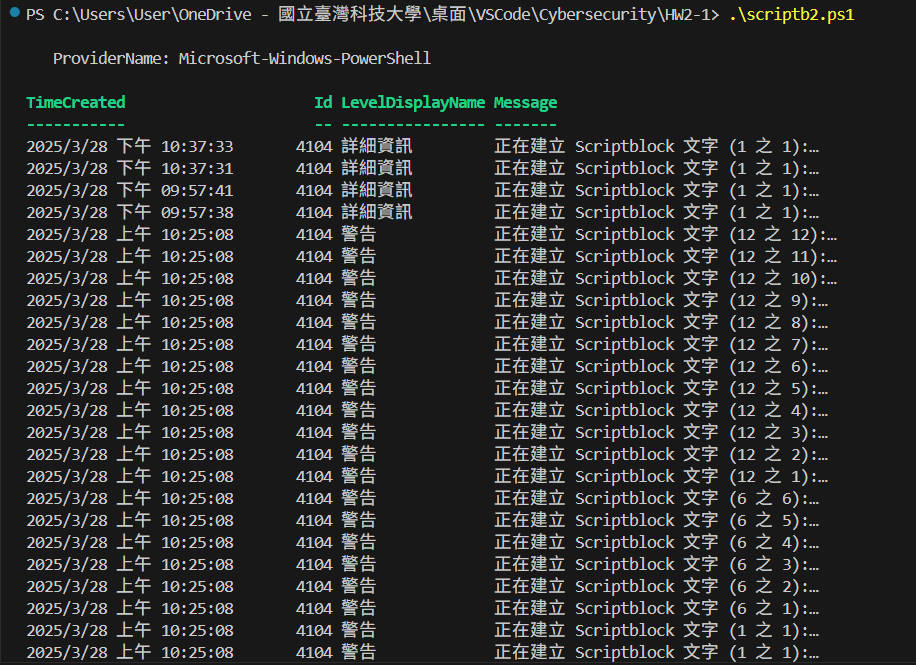 PS C:\Users\User\OneDrive - 國立臺灣科技大學\桌面\VSCode\Cybersecurity\HW2-1> .\scriptb2.ps1
ProviderName: Microsoft-Windows-PowerShell
TimeCreated Id LevelDisplayName Message
----------- -- ---------------- -------
2025/3/28 下午 10:37:33 4104 詳細資訊 正在建立 Scriptblock 文字 (1 之 1):…
2025/3/28 下午 10:37:31 4104 詳細資訊 正在建立 Scriptblock 文字 (1 之 1):…
2025/3/28 下午 09:57:41 4104 詳細資訊 正在建立 Scriptblock 文字 (1 之 1):…
2025/3/28 下午 09:57:38 4104 詳細資訊 正在建立 Scriptblock 文字 (1 之 1):…
2025/3/28 上午 10:25:08 4104 警告 正在建立 Scriptblock 文字 (12 之 12):…
2025/3/28 上午 10:25:08 4104 警告 正在建立 Scriptblock 文字 (12 之 11):…
2025/3/28 上午 10:25:08 4104 警告 正在建立 Scriptblock 文字 (12 之 10):…
2025/3/28 上午 10:25:08 4104 警告 正在建立 Scriptblock 文字 (12 之 9):…
2025/3/28 上午 10:25:08 4104 警告 正在建立 Scriptblock 文字 (12 之 8):…
2025/3/28 上午 10:25:08 4104 警告 正在建立 Scriptblock 文字 (12 之 7):…
2025/3/28 上午 10:25:08 4104 警告 正在建立 Scriptblock 文字 (12 之 6):…
2025/3/28 上午 10:25:08 4104 警告 正在建立 Scriptblock 文字 (12 之 5):…
2025/3/28 上午 10:25:08 4104 警告 正在建立 Scriptblock 文字 (12 之 4):…
2025/3/28 上午 10:25:08 4104 警告 正在建立 Scriptblock 文字 (12 之 3):…
2025/3/28 上午 10:25:08 4104 警告 正在建立 Scriptblock 文字 (12 之 2):…
2025/3/28 上午 10:25:08 4104 警告 正在建立 Scriptblock 文字 (12 之 1):…
2025/3/28 上午 10:25:08 4104 警告 正在建立 Scriptblock 文字 (6 之 6):…
2025/3/28 上午 10:25:08 4104 警告 正在建立 Scriptblock 文字 (6 之 5):…
2025/3/28 上午 10:25:08 4104 警告 正在建立 Scriptblock 文字 (6 之 4):…
2025/3/28 上午 10:25:08 4104 警告 正在建立 Scriptblock 文字 (6 之 3):…
2025/3/28 上午 10:25:08 4104 警告 正在建立 Scriptblock 文字 (6 之 2):…
2025/3/28 上午 10:25:08 4104 警告 正在建立 Scriptblock 文字 (6 之 1):…
2025/3/28 上午 10:25:08 4104 警告 正在建立 Scriptblock 文字 (1 之 1):…
2025/3/28 上午 10:25:08 4104 警告 正在建立 Scriptblock 文字 (1 之 1):…